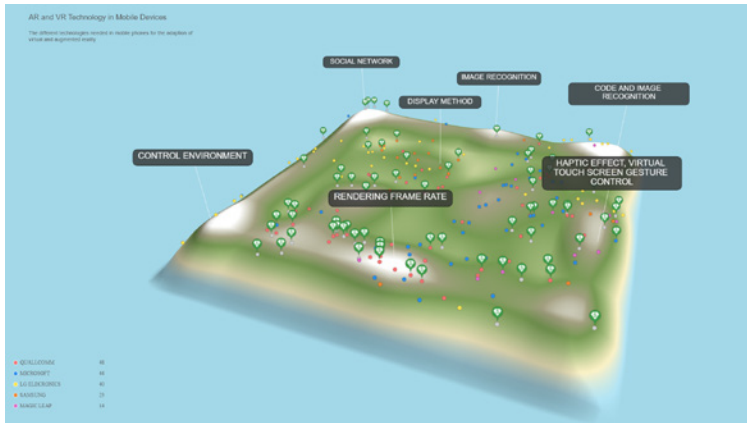 AR and VR Technology in Mobile Devices
The different technologies needed in mobile phones for the adoption of
virtual and augmented reality
SOCIAL NETWORK
IMAGE RECOGNITION
CODE AND IMAGE
RECOGNITION
DISPLAY METHOD
CONTROL ENVIRONMENT
HAPTIC EFFECT, VIRTUAL
TOUCH SCREEN GESTURE
CONTROL
RENDERING FRAME RATE
QUALCOMM
MICROSOFT
LG ELECRONICS 40
SAMSUNG
MAGIC LEAP